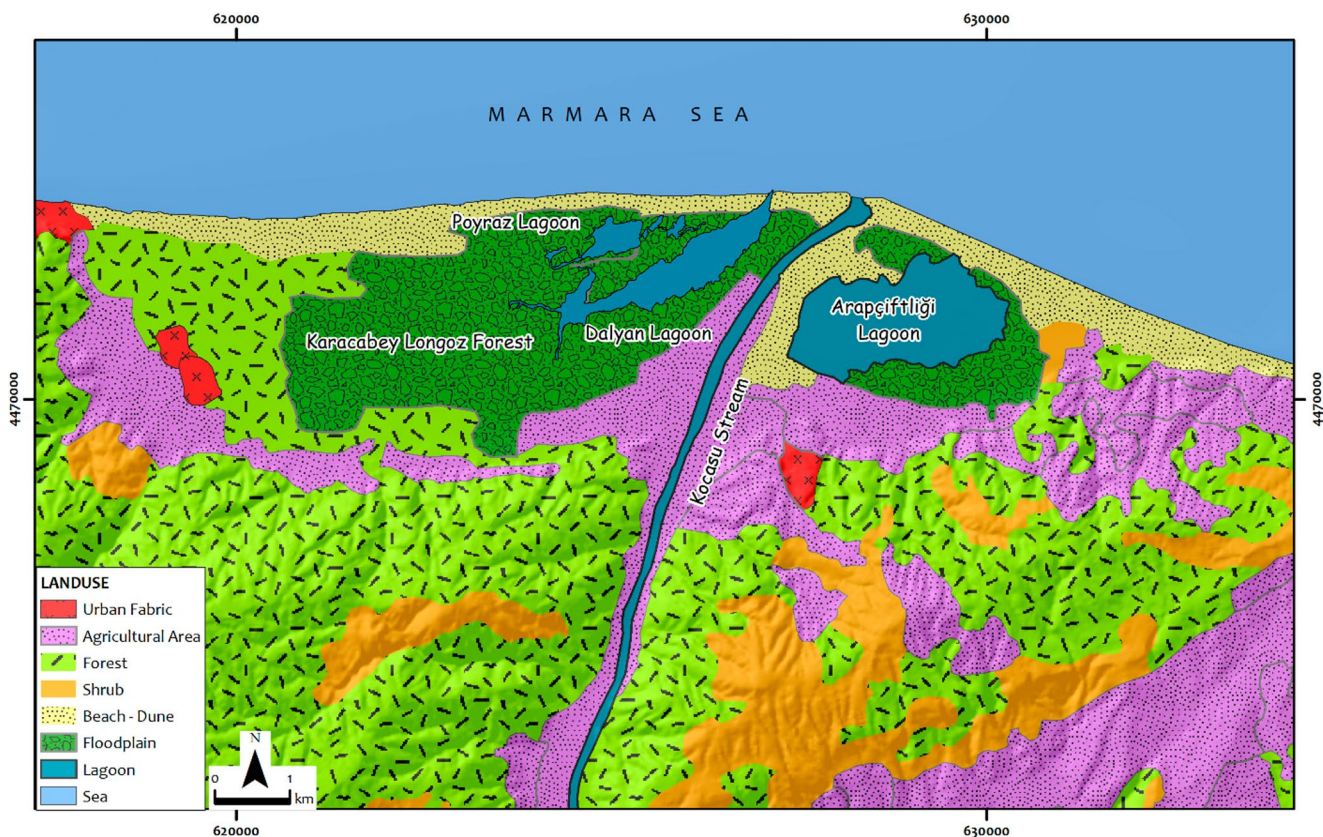 620000
630000
MARMARA SEA
Poyraz Lagoon
Arapçiftliği
Lagoon
Karacabey Longoz Forest
Dalyan Lagoon
4470000
4470000
Kocasu Stream
LANDUSE
Urban Fabric
Agricultural Area
Forest
Shrub
Beach - Dune
Floodplain
Lagoon
Sea
N
0 1
km
620000
630000